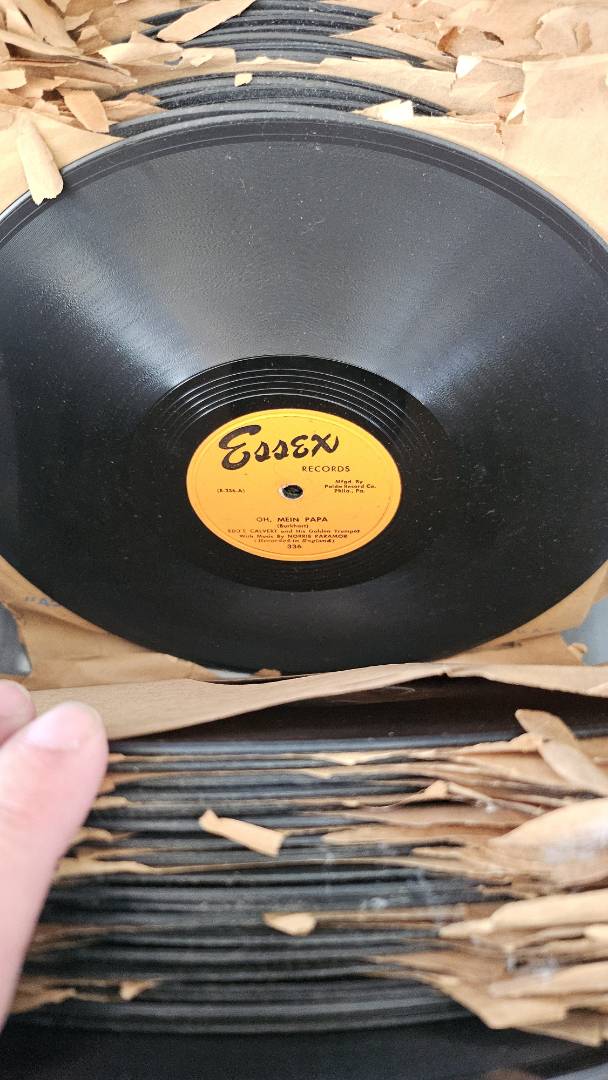 Essex
RECORDS
(E-336-A)
Mfgd. By
Palda Record Co.
Phila., Pa.
OH, MEIN PAPA
(Burkhart)
EDDIE CALVERT and His Golden Trumpet
With Music By NORRIE PARAMOR
(Recorded in England)
336